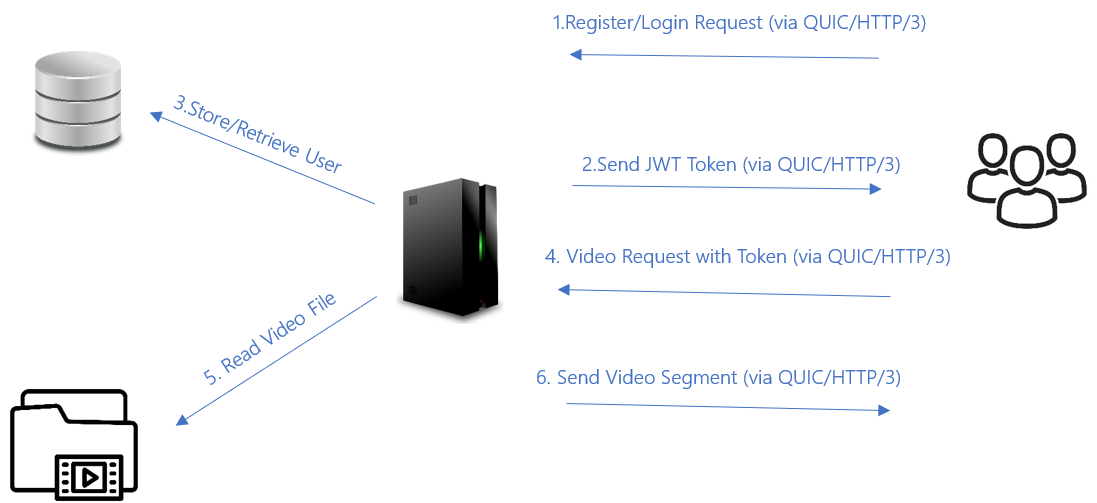 1.Register/Login Request (via QUIC/HTTP/3)
3.Store/Retrieve User
2.Send JWT Token (via QUIC/HTTP/3)
4. Video Request with Token (via QUIC/HTTP/3)
5. Read Video File
6. Send Video Segment (via QUIC/HTTP/3)